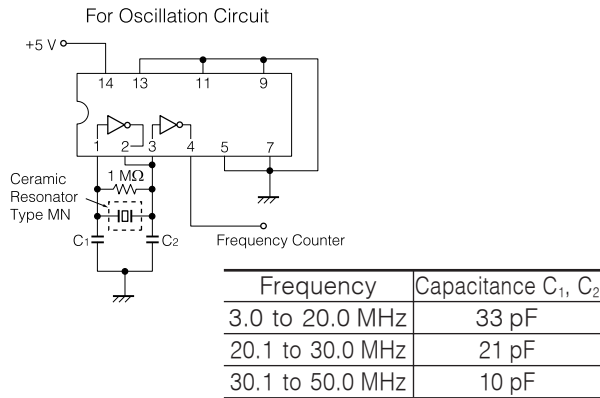 For Oscillation Circuit
+5 V
14 13 11 9
1 2 3 4 5 7
1 MΩ
Ceramic
Resonator
Type MN
C₁ C₂
Frequency Counter
Frequency Capacitance C₁, C₂
3.0 to 20.0 MHz 33 pF
20.1 to 30.0 MHz 21 pF
30.1 to 50.0 MHz 10 pF